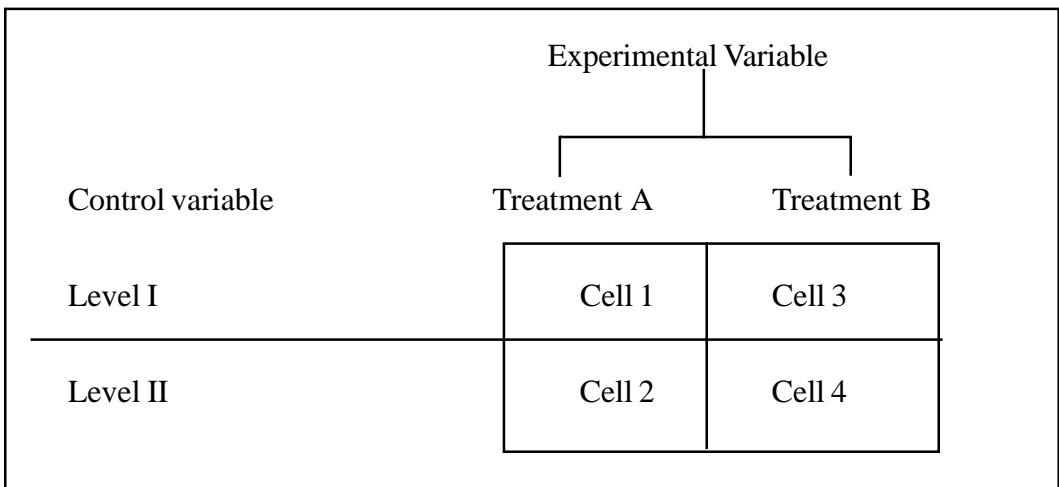 Experimental Variable
Control variable Treatment A Treatment B
Level I Cell 1 Cell 3
Level II Cell 2 Cell 4